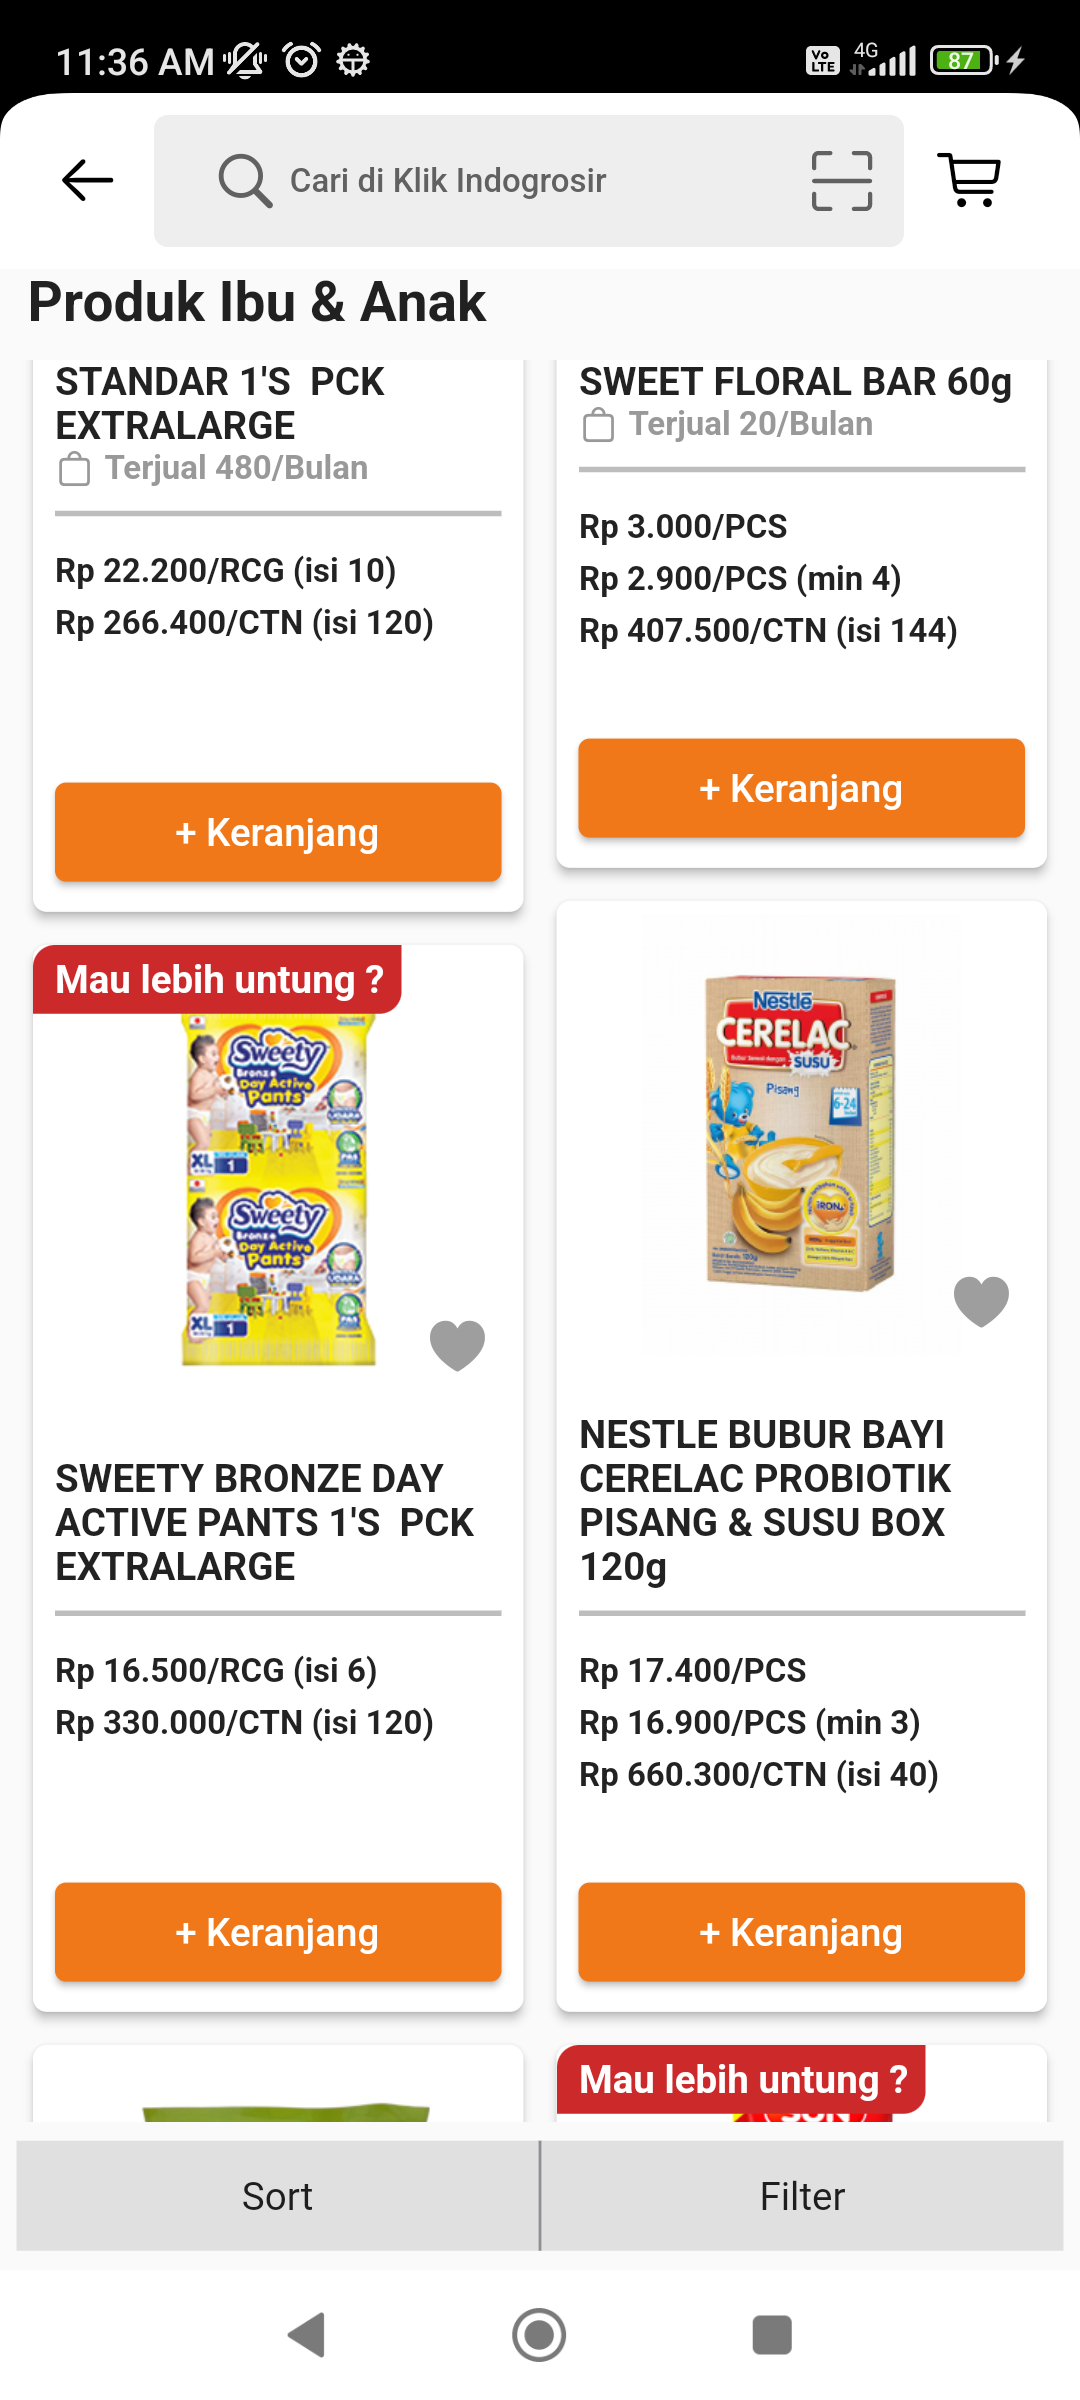 11:36 AM
Vo LTE 4G 87
Cari di Klik Indogrosir
Produk Ibu & Anak
STANDAR 1'S  PCK
EXTRALARGE
Terjual 480/Bulan
Rp 22.200/RCG (isi 10)
Rp 266.400/CTN (isi 120)
+ Keranjang
SWEET FLORAL BAR 60g
Terjual 20/Bulan
Rp 3.000/PCS
Rp 2.900/PCS (min 4)
Rp 407.500/CTN (isi 144)
+ Keranjang
Mau lebih untung ?
Sweety
Bronze
Day Active
Pants
XL 1
Sweety
Bronze
Day Active
Pants
XL 1
SWEETY BRONZE DAY
ACTIVE PANTS 1'S  PCK
EXTRALARGE
Rp 16.500/RCG (isi 6)
Rp 330.000/CTN (isi 120)
+ Keranjang
Nestlé
CERELAC
SUSU
Pisang
6-24
IRON
NESTLE BUBUR BAYI
CERELAC PROBIOTIK
PISANG & SUSU BOX
120g
Rp 17.400/PCS
Rp 16.900/PCS (min 3)
Rp 660.300/CTN (isi 40)
+ Keranjang
Mau lebih untung ?
SUN
Sort
Filter